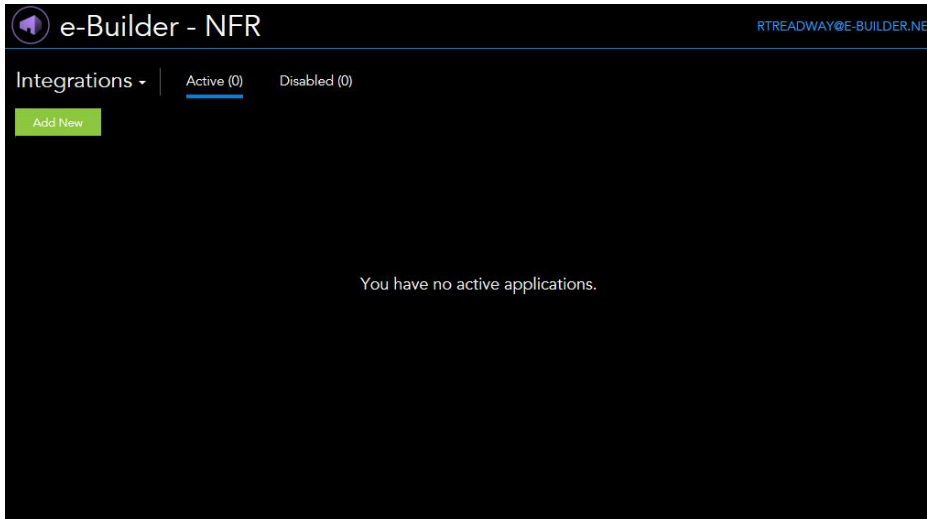 e-Builder - NFR
RTREADWAY@E-BUILDER.NE
Integrations
Active (0)
Disabled (0)
Add New
You have no active applications.